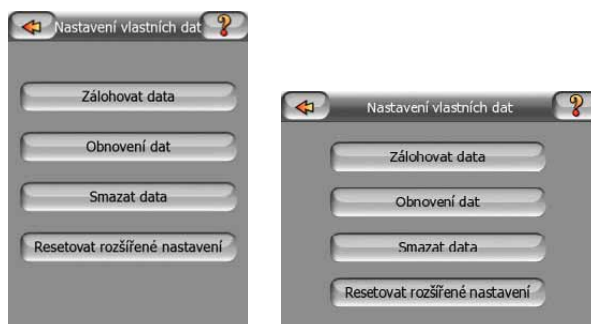 Nastavení vlastních dat
Zálohovat data
Obnovení dat
Smazat data
Resetovat rozšířené nastavení
Nastavení vlastních dat
Zálohovat data
Obnovení dat
Smazat data
Resetovat rozšířené nastavení